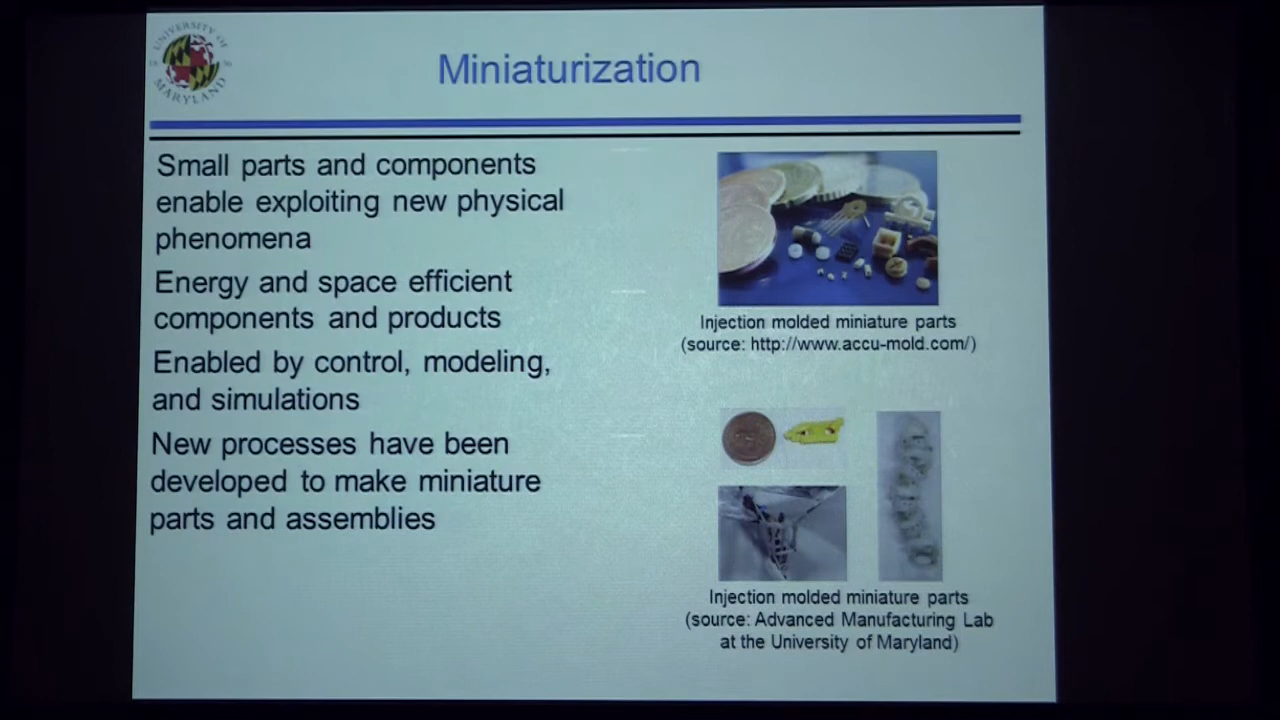 UNIVERSITY OF
MARYLAND
Miniaturization
Small parts and components
enable exploiting new physical
phenomena
Energy and space efficient
components and products
Enabled by control, modeling,
and simulations
New processes have been
developed to make miniature
parts and assemblies
Injection molded miniature parts
(source: http://www.accu-mold.com/)
Injection molded miniature parts
(source: Advanced Manufacturing Lab
at the University of Maryland)